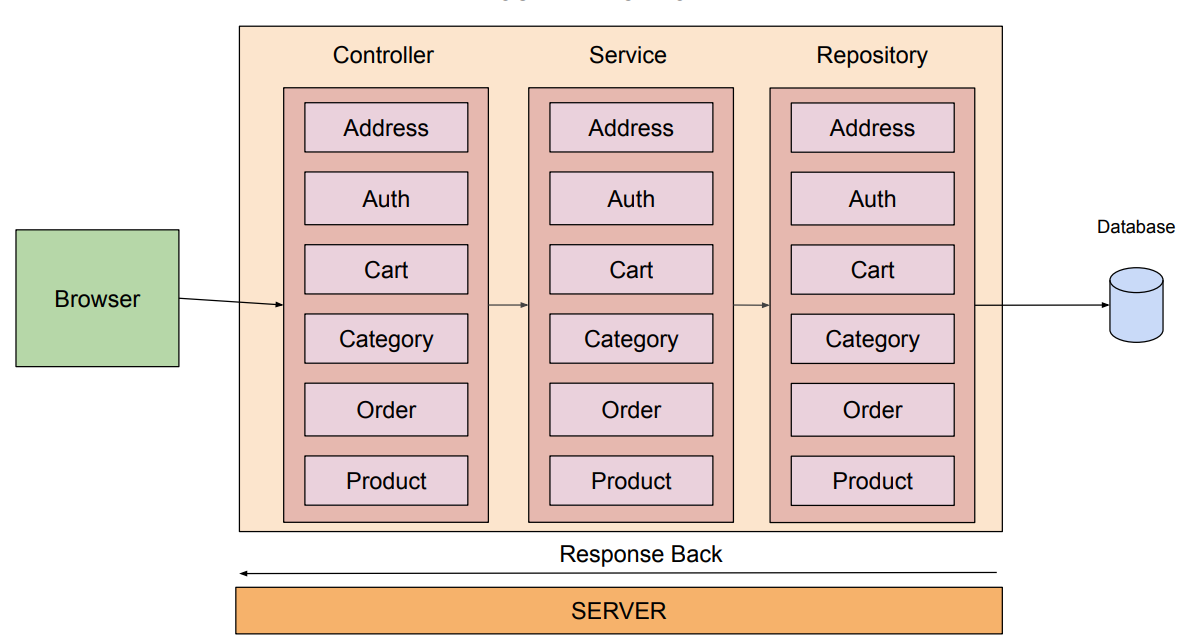 Controller
Service
Repository
Address
Address
Address
Auth
Auth
Auth
Database
Cart
Cart
Cart
Browser
Category
Category
Category
Order
Order
Order
Product
Product
Product
Response Back
SERVER